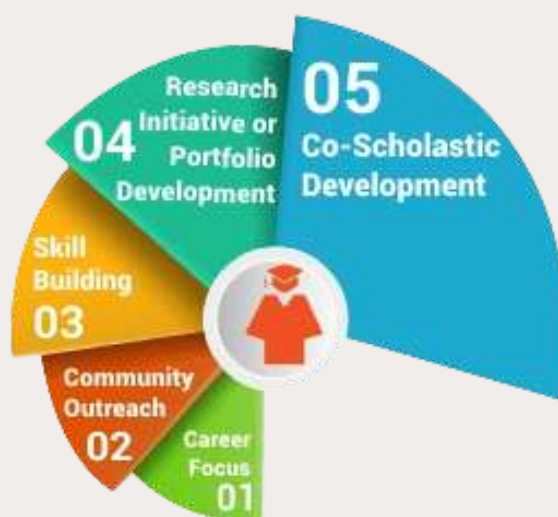 05
Co-Scholastic
Development
Research
Initiative or
04
Portfolio
Development
Skill
Building
03
Community
Outreach
02
Career
Focus
01